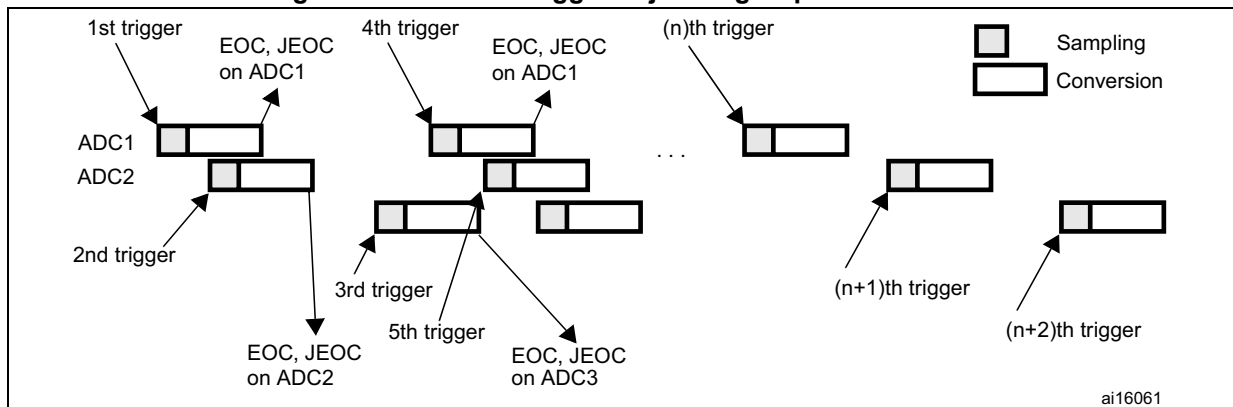 1st trigger
EOC, JEOC
on ADC1
4th trigger
EOC, JEOC
on ADC1
(n)th trigger
Sampling
Conversion
ADC1
ADC2
. . .
2nd trigger
3rd trigger
5th trigger
(n+1)th trigger
(n+2)th trigger
EOC, JEOC
on ADC2
EOC, JEOC
on ADC3
ai16061